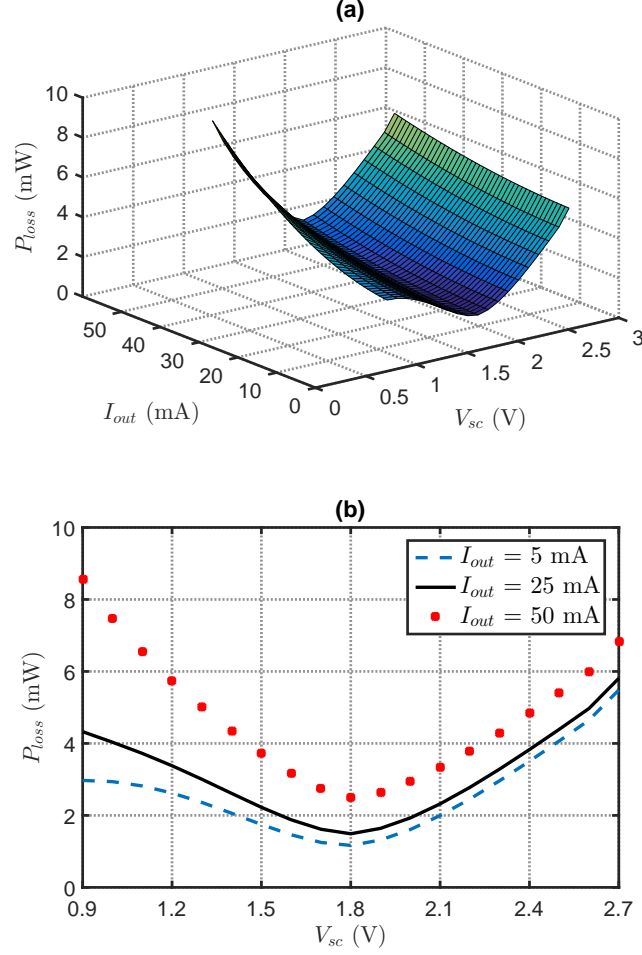 (a)
10
8
6
4
2
0
P_loss (mW)
50
40
30
20
10
0
I_out (mA)
0
0.5
1
1.5
2
2.5
3
V_sc (V)
(b)
10
8
6
4
2
0
P_loss (mW)
I_out = 5 mA
I_out = 25 mA
I_out = 50 mA
0.9 1.2 1.5 1.8 2.1 2.4 2.7
V_sc (V)